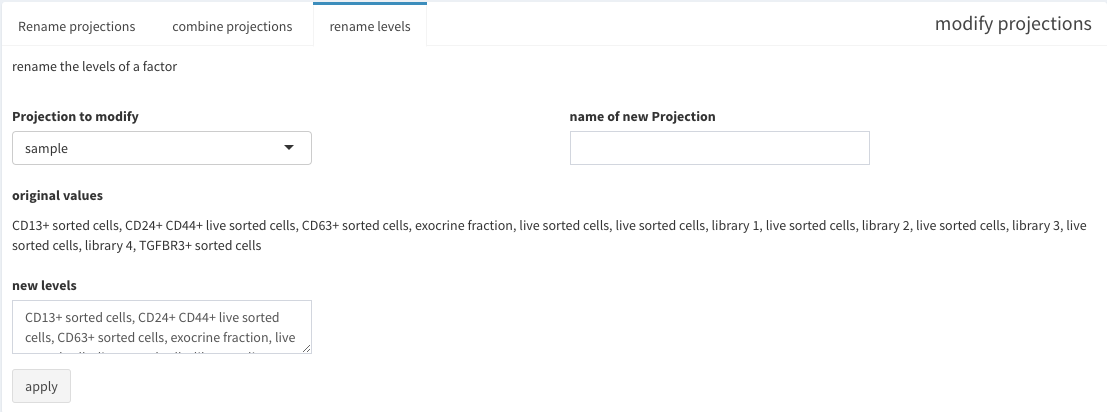 Rename projections combine projections rename levels modify projections
rename the levels of a factor
Projection to modify name of new Projection
sample
original values
CD13+ sorted cells, CD24+ CD44+ live sorted cells, CD63+ sorted cells, exocrine fraction, live sorted cells, live sorted cells, library 1, live sorted cells, library 2, live sorted cells, library 3, live
sorted cells, library 4, TGFBR3+ sorted cells
new levels
CD13+ sorted cells, CD24+ CD44+ live sorted
cells, CD63+ sorted cells, exocrine fraction, live
apply